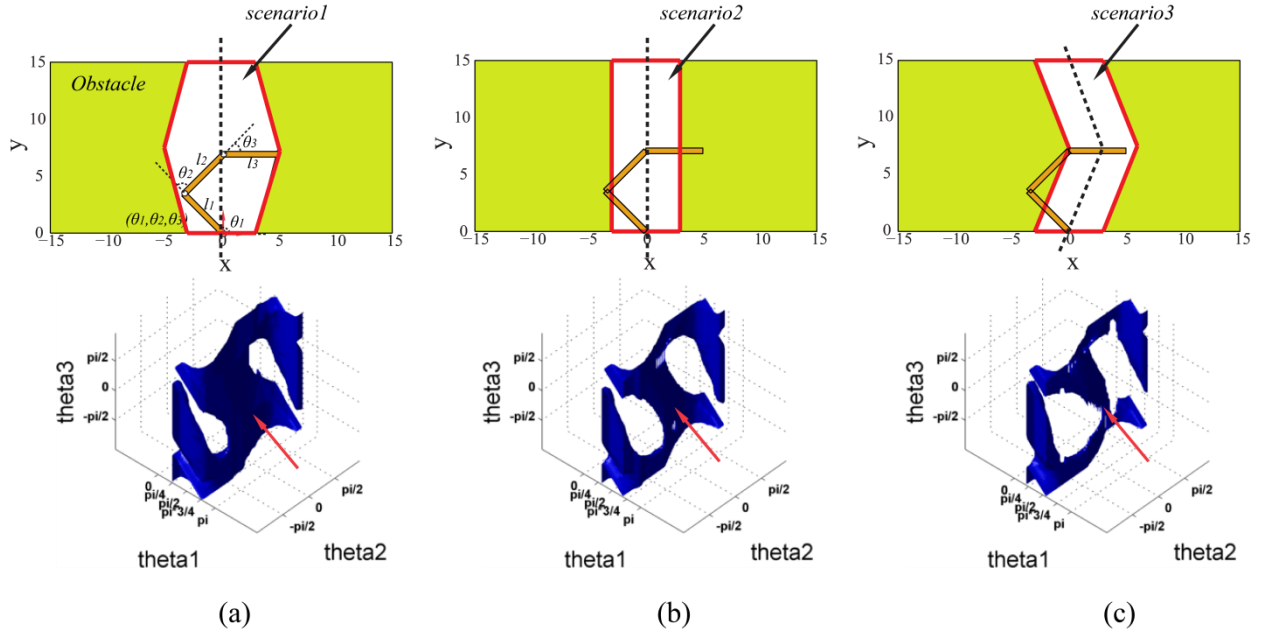 scenario1
15
Obstacle
10
y
θ3
l2
l3
5
θ2
l1
(θ1,θ2,θ3)
θ1
0
−15
−10
−5
0
5
10
15
x
scenario2
15
10
y
5
0
−15
−10
−5
0
5
10
15
x
scenario3
15
10
y
5
0
−15
−10
−5
0
5
10
15
x
theta3
pi/2
0
-pi/2
0
pi/4
pi/2
pi*3/4
pi
theta1
pi/2
0
-pi/2
theta2
theta3
pi/2
0
-pi/2
0
pi/4
pi/2
pi*3/4
pi
theta1
pi/2
0
-pi/2
theta2
theta3
pi/2
0
-pi/2
0
pi/4
pi/2
pi*3/4
pi
theta1
pi/2
0
-pi/2
theta2
(a)
(b)
(c)